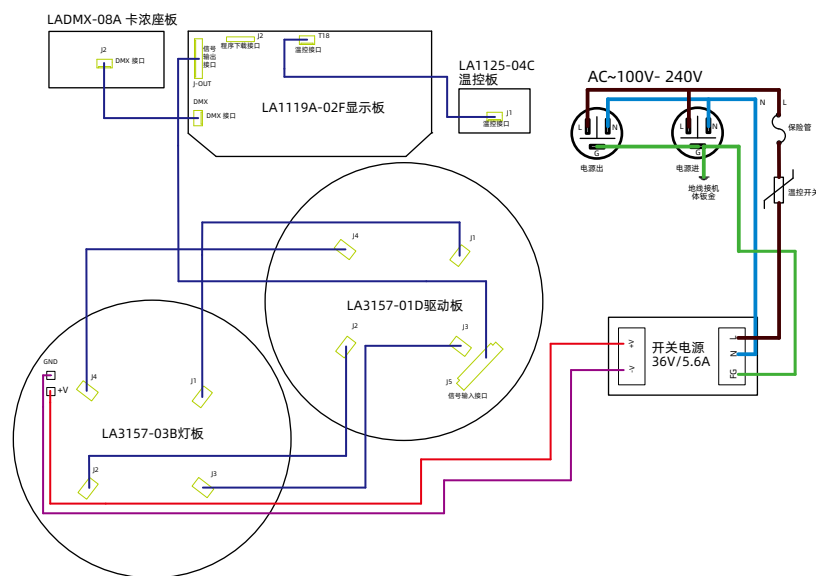 LADMX-08A 卡浓座板
J2
DMX 接口
信号
输出
接口
J-OUT
J2
程序下载接口
T18
温控接口
DMX
DMX 接口
LA1119A-02F显示板
LA1125-04C
温控板
J1
温控接口
AC~100V- 240V
N
L
L
N
G
电源出
L
N
G
电源进
地线接机
体钣金
保险管
温控开关
J4
J1
LA3157-01D驱动板
J2
J3
J5
信号输入接口
GND
+V
J4
J1
LA3157-03B灯板
J2
J3
+V
-V
开关电源
36V/5.6A
L
N
FG